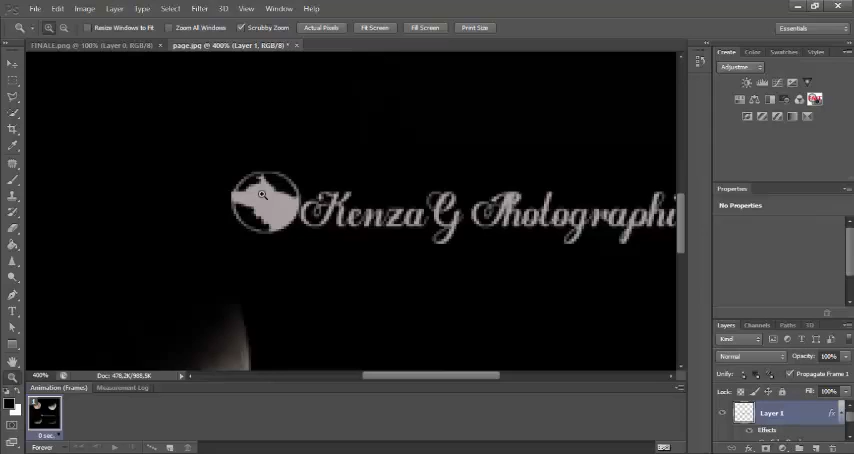 File Edit Image Layer Type Select Filter 3D View Window Help
Resize Windows to Fit Zoom All Windows Scrubby Zoom Actual Pixels Fit Screen Fill Screen Print Size Essentials
FINALE.png @ 100% (Layer 0, RGB/8) × page.jpg @ 400% (Layer 1, RGB/8) * ×
Create Color Swatches Styles
Adjustme...
KenzaG Photographi
Properties
No Properties
Layers Channels Paths 3D
Kind
Normal Opacity: 100%
Unify: Propagate Frame 1
Lock: Fill: 100%
400% Doc: 478,2K/988,5K
Animation (Frames) Measurement Log
1
0 sec.
Layer 1 fx
Effects
Forever